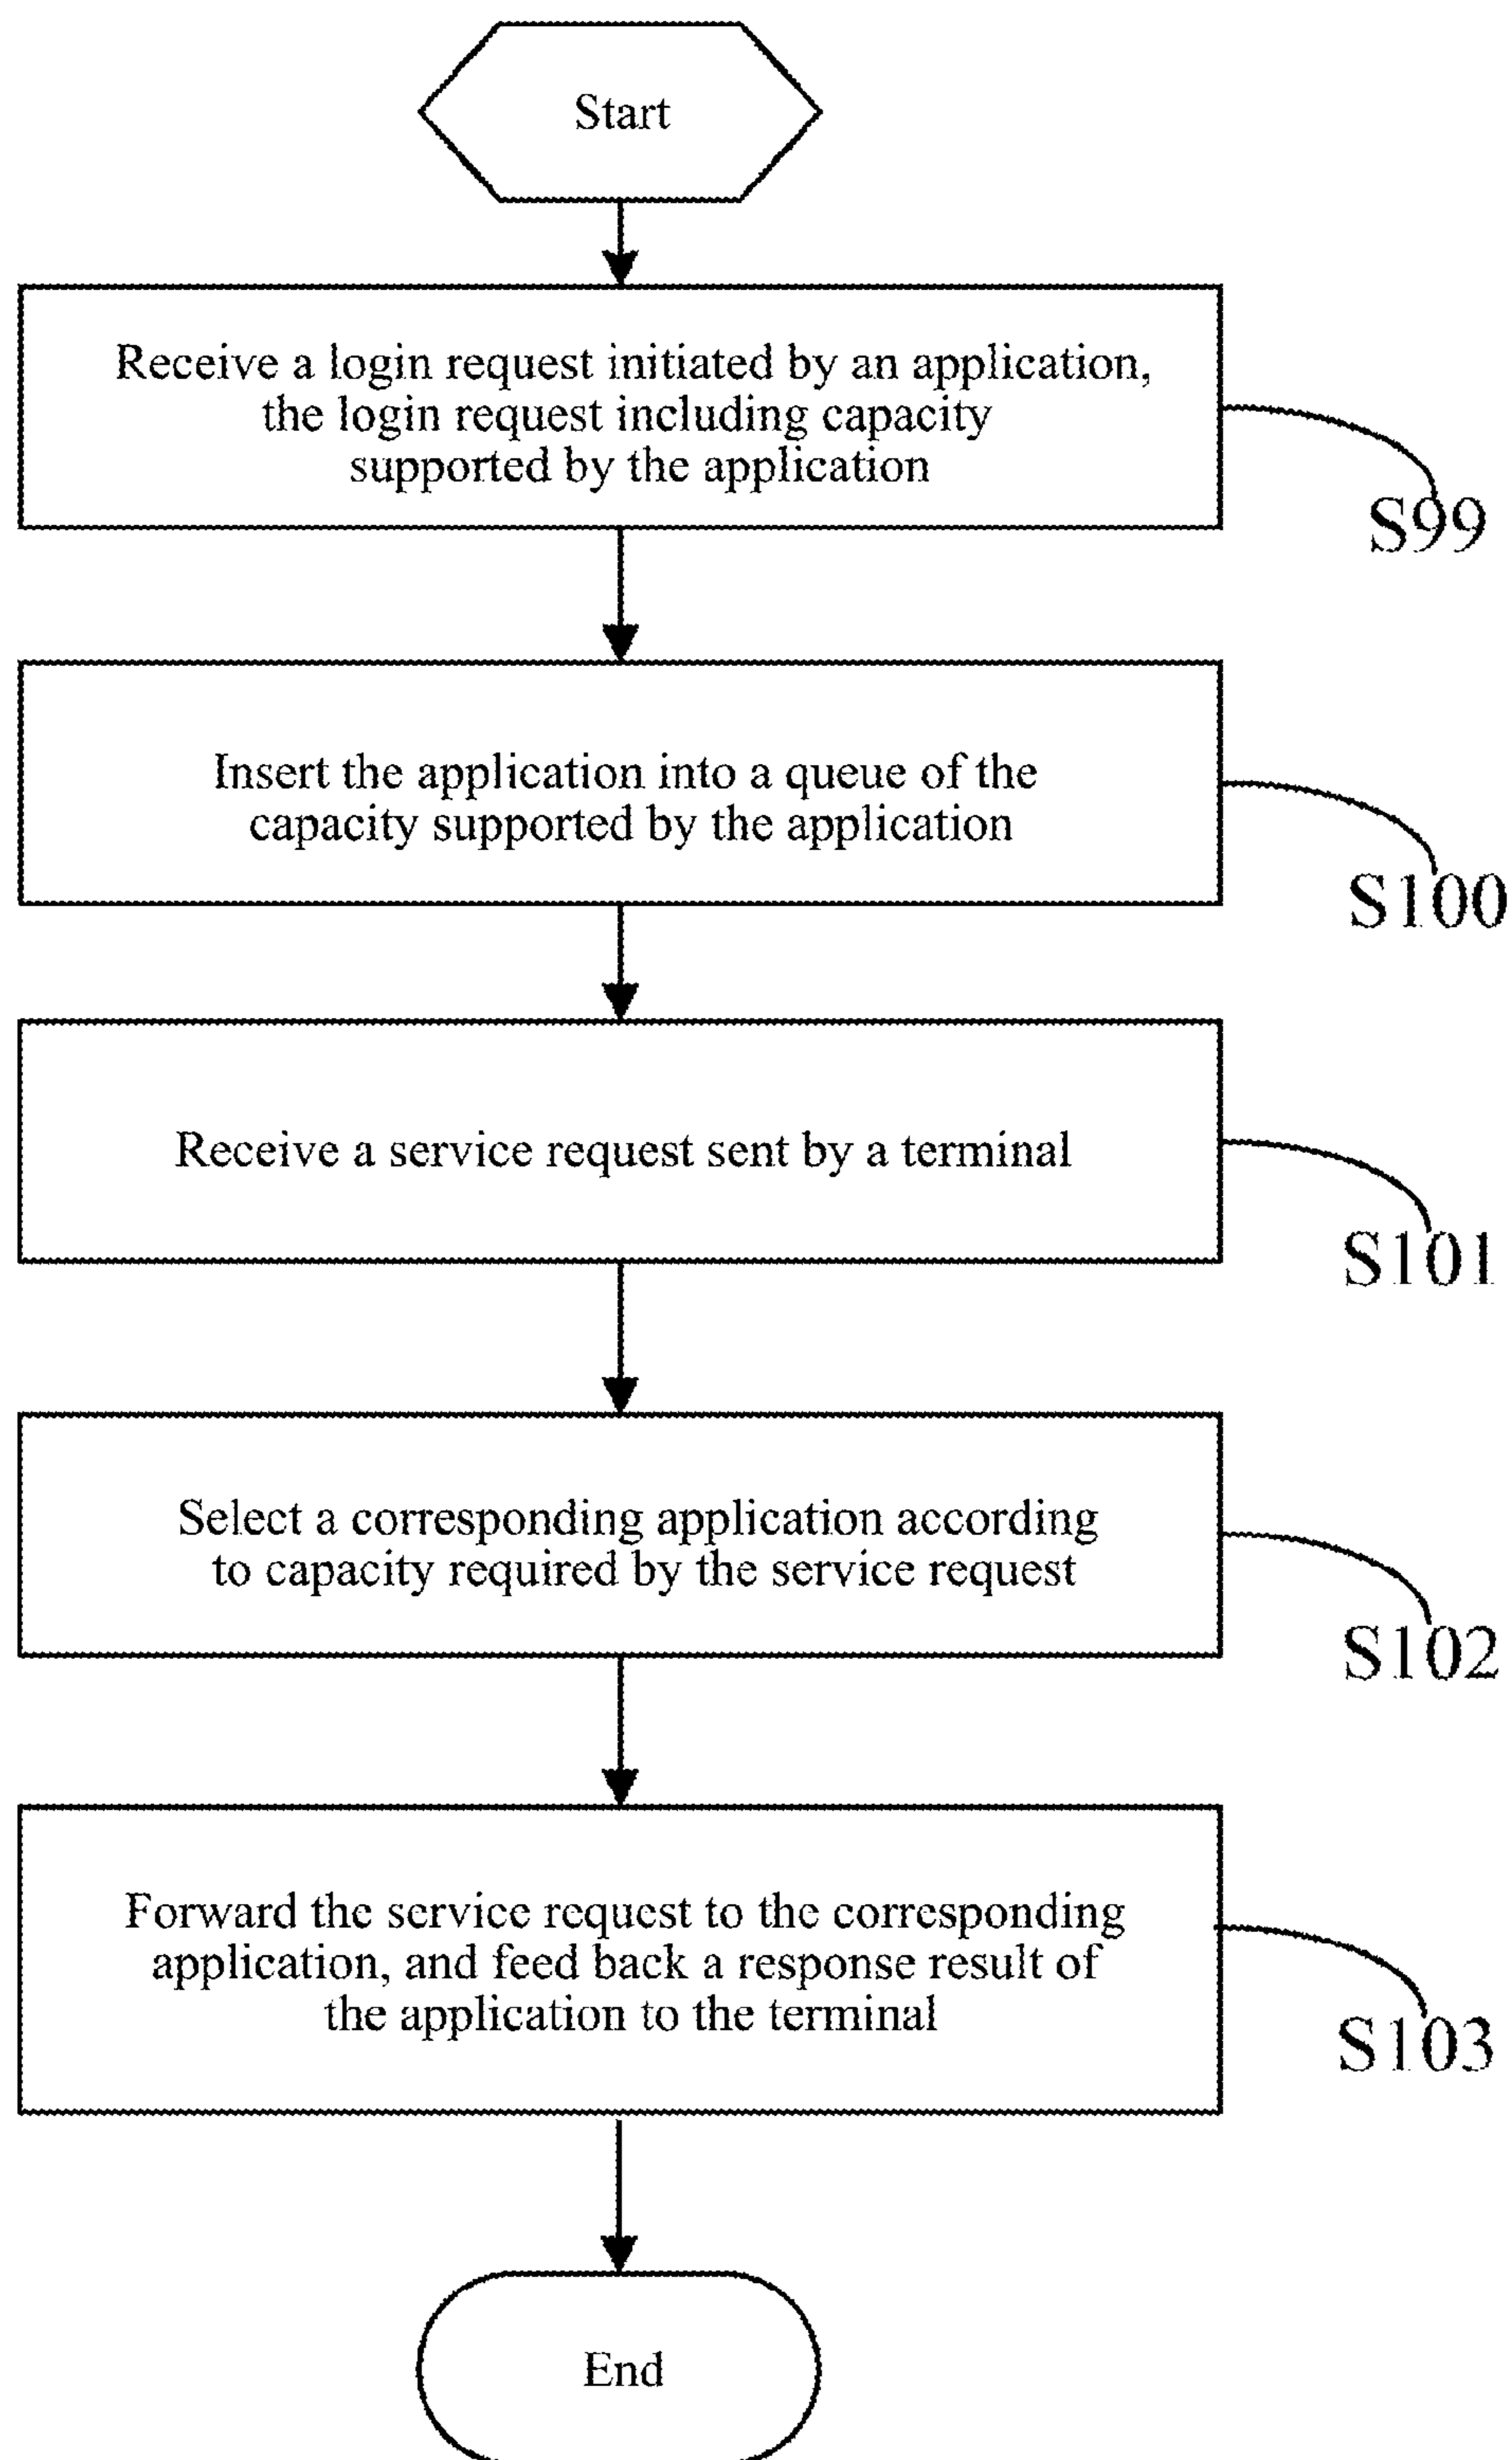 Start
Receive a login request initiated by an application,
the login request including capacity
supported by the application
S99
Insert the application into a queue of the
capacity supported by the application
S100
Receive a service request sent by a terminal
S101
Select a corresponding application according
to capacity required by the service request
S102
Forward the service request to the corresponding
application, and feed back a response result of
the application to the terminal
S103
End